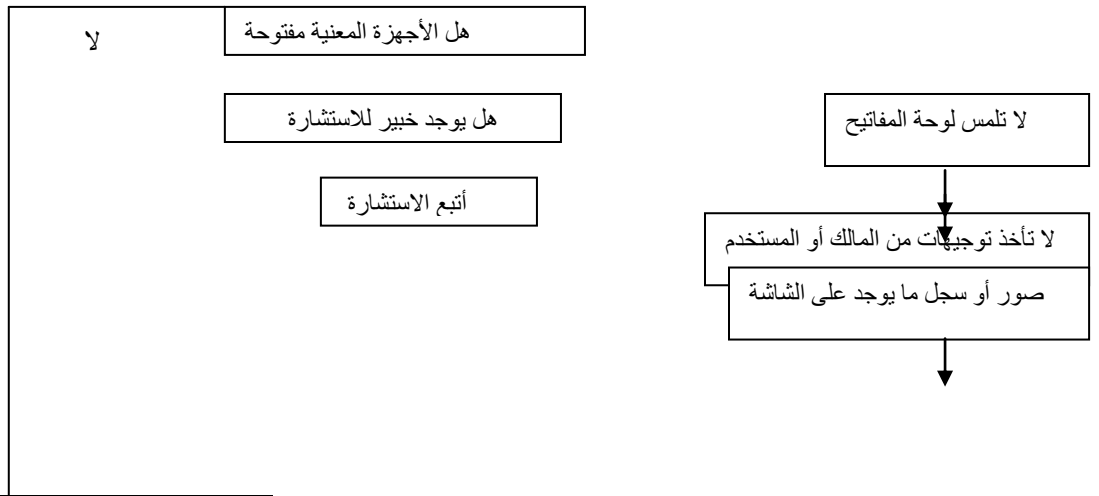 هل الأجهزة المعنية مفتوحة
لا
هل يوجد خبير للاستشارة
لا تلمس لوحة المفاتيح
أتبع الاستشارة
لا تأخذ توجيهات من المالك أو المستخدم
صور أو سجل ما يوجد على الشاشة